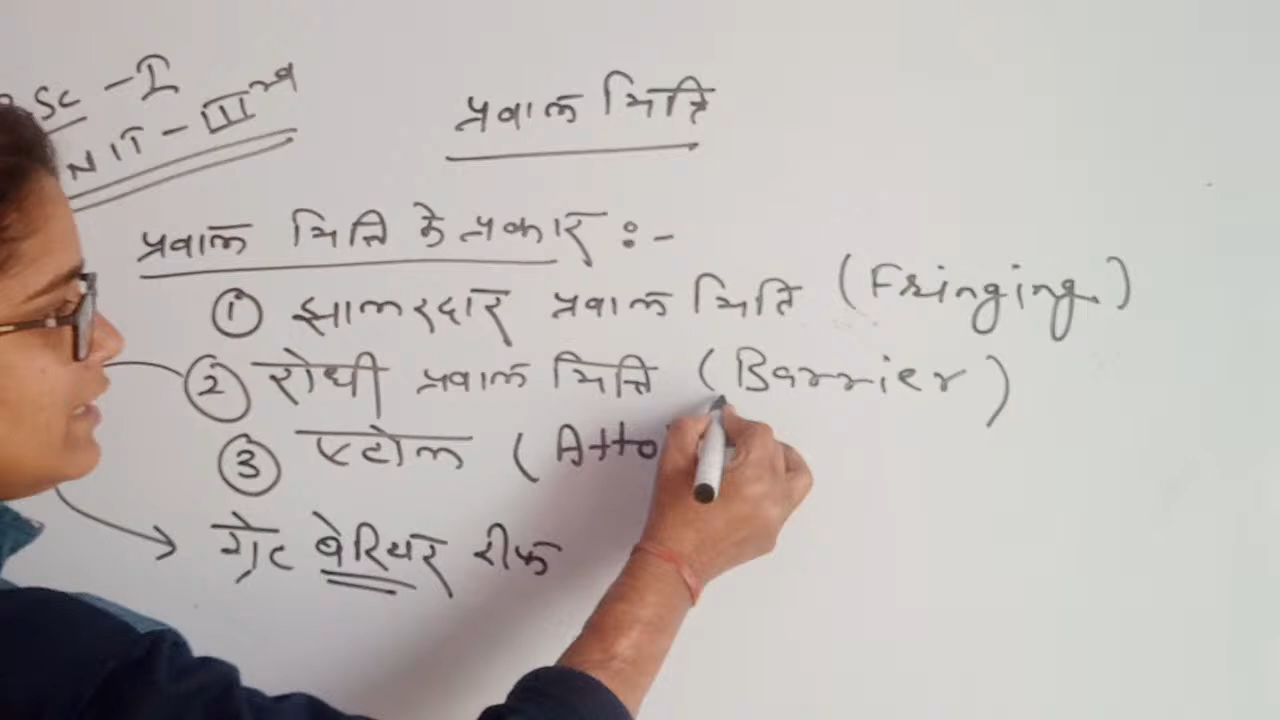 Sc - I
NIT - III
प्रवाल भित्ति
प्रवाल भित्ति के प्रकार :-
① झालरदार प्रवाल भित्ति (Fringing)
② रोधी प्रवाल भित्ति (Barrier)
③ एटोल (Atto
ग्रेट बेरियर रीफ